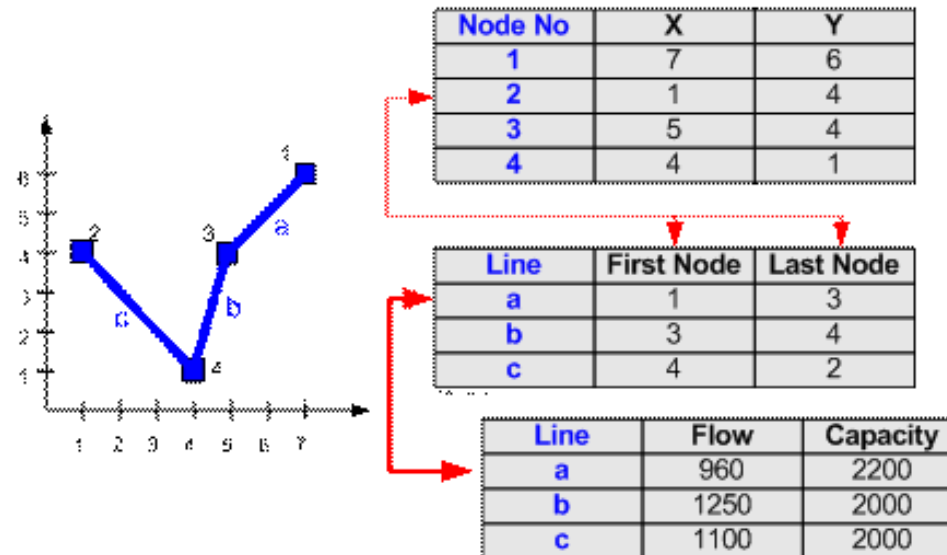 Node No X Y
1 7 6
2 1 4
3 5 4
4 4 1
6
5
4
3
2
1
1 2 3 4 5 6 7
1
2
3
4
a
b
c
Line First Node Last Node
a 1 3
b 3 4
c 4 2
Line Flow Capacity
a 960 2200
b 1250 2000
c 1100 2000